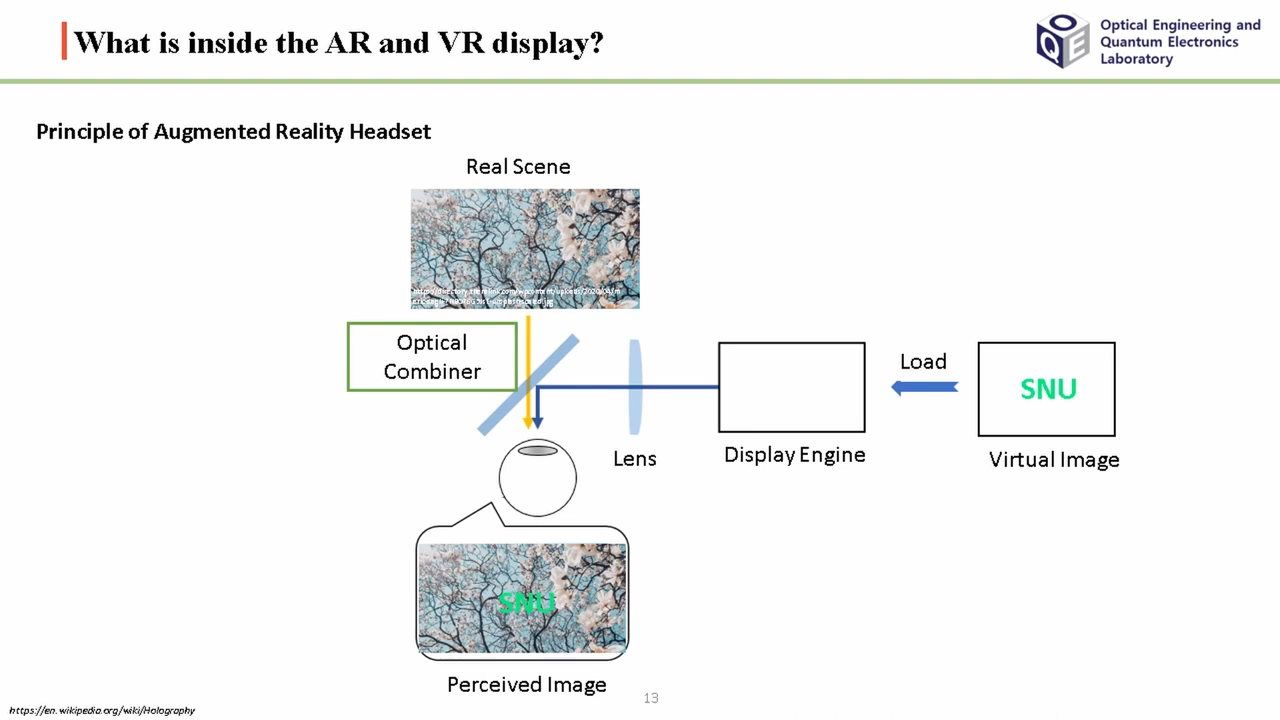 What is inside the AR and VR display?
OQE
Optical Engineering and
Quantum Electronics
Laboratory
Principle of Augmented Reality Headset
Real Scene
Optical
Combiner
Load
SNU
Lens
Display Engine
Virtual Image
SNU
Perceived Image
13
https://en.wikipedia.org/wiki/Holography